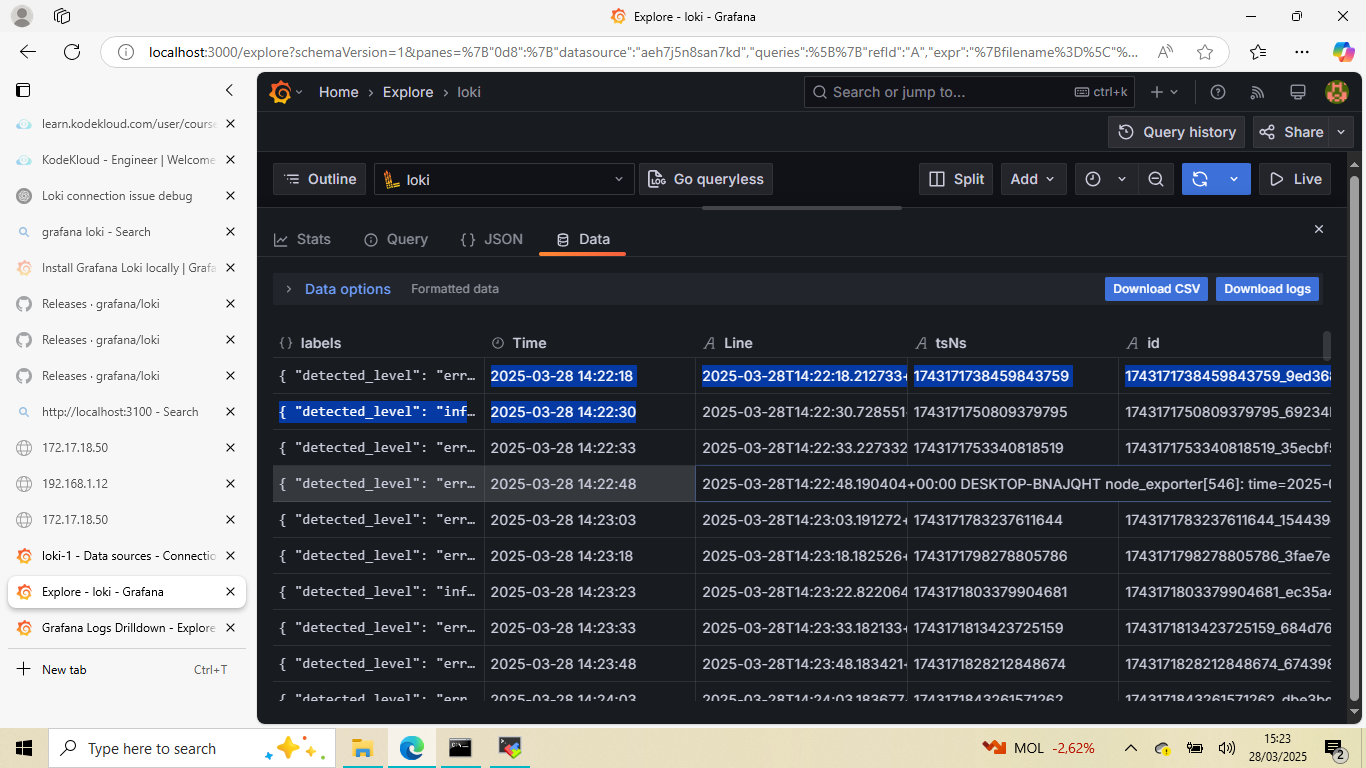 Explore - loki - Grafana
localhost:3000/explore?schemaVersion=1&panes=%7B"0d8":%7B"datasource":"aeh7j5n8san7kd","queries":%5B%7B"refId":"A","expr":"%7Bfilename%3D%5C"%...
learn.kodekloud.com/user/course
KodeKloud - Engineer | Welcome
Loki connection issue debug
grafana loki - Search
Install Grafana Loki locally | Grafa
Releases · grafana/loki
Releases · grafana/loki
Releases · grafana/loki
http://localhost:3100 - Search
172.17.18.50
192.168.1.12
172.17.18.50
loki-1 - Data sources - Connectio
Explore - loki - Grafana
Grafana Logs Drilldown - Explore
New tab Ctrl+T
Home › Explore › loki
Search or jump to... ctrl+k
Query history Share
Outline loki LOG Go queryless Split Add Live
Stats Query { } JSON Data
Data options Formatted data Download CSV Download logs
{} labels Time Line tsNs id
{ "detected_level": "err… 2025-03-28 14:22:18 2025-03-28T14:22:18.212733+ 1743171738459843759 1743171738459843759_9ed368
{ "detected_level": "inf… 2025-03-28 14:22:30 2025-03-28T14:22:30.728551 1743171750809379795 1743171750809379795_69234
{ "detected_level": "err… 2025-03-28 14:22:33 2025-03-28T14:22:33.227332 1743171753340818519 1743171753340818519_35ecbf
{ "detected_level": "err… 2025-03-28 14:22:48 2025-03-28T14:22:48.190404+00:00 DESKTOP-BNAJQHT node_exporter[546]: time=2025-0
{ "detected_level": "err… 2025-03-28 14:23:03 2025-03-28T14:23:03.191272+ 1743171783237611644 1743171783237611644_154439
{ "detected_level": "err… 2025-03-28 14:23:18 2025-03-28T14:23:18.182526+ 1743171798278805786 1743171798278805786_3fae7e
{ "detected_level": "inf… 2025-03-28 14:23:23 2025-03-28T14:23:22.822064 1743171803379904681 1743171803379904681_ec35a4
{ "detected_level": "err… 2025-03-28 14:23:33 2025-03-28T14:23:33.182133+ 1743171813423725159 1743171813423725159_684d76
{ "detected_level": "err… 2025-03-28 14:23:48 2025-03-28T14:23:48.183421+ 1743171828212848674 1743171828212848674_674398
{ "detected_level": "err… 2025-03-28 14:24:03 2025-03-28T14:24:03.183677 1743171843261571262 1743171843261571262_dbe3bc
Type here to search
MOL -2,62%
15:23
28/03/2025
2